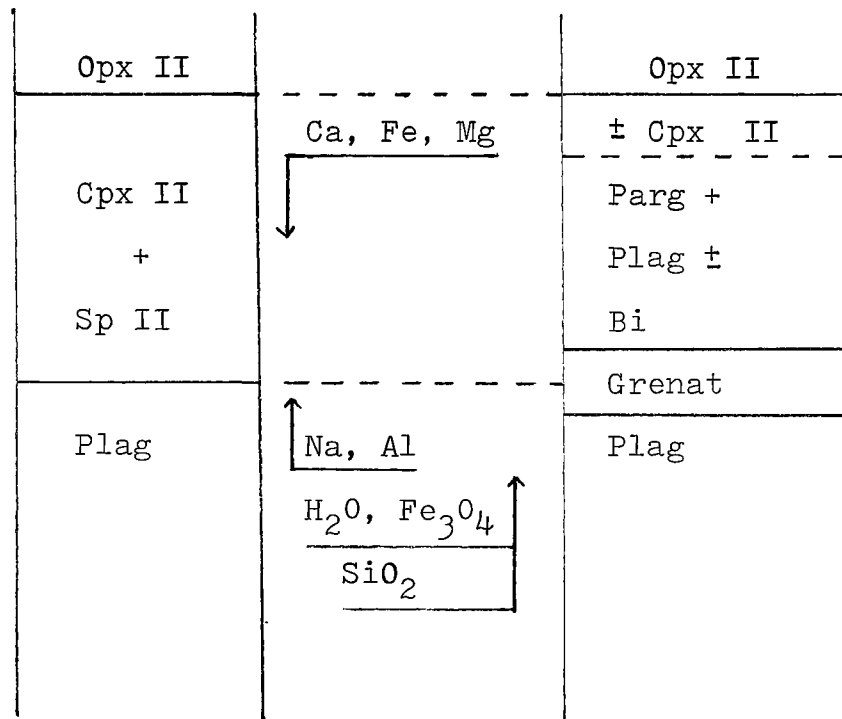 Opx II
Cpx II
+
Sp II
Plag
Ca, Fe, Mg
Na, Al
H₂O, Fe₃O₄
SiO₂
Opx II
± Cpx II
Parg +
Plag ±
Bi
Grenat
Plag